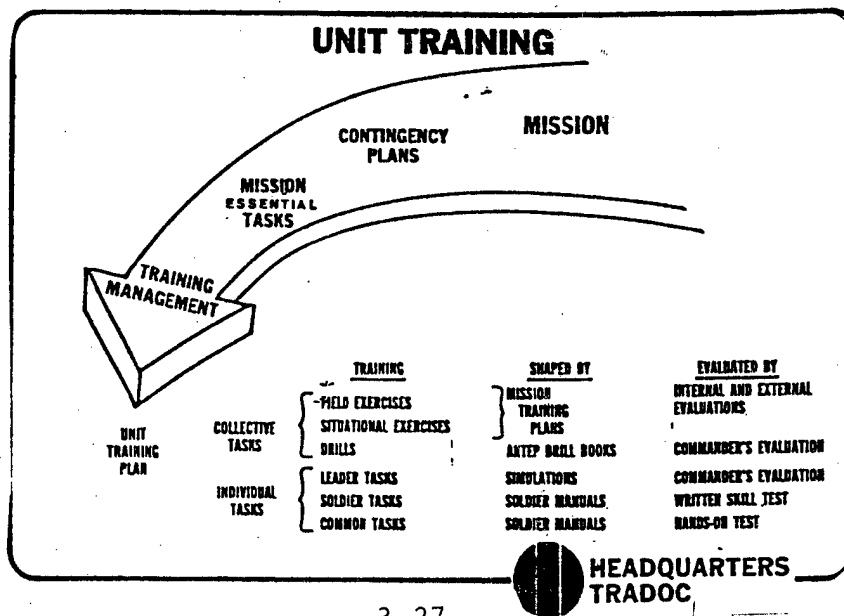 UNIT TRAINING
MISSION
CONTINGENCY
PLANS
MISSION
ESSENTIAL
TASKS
TRAINING
MANAGEMENT
UNIT
TRAINING
PLAN
TRAINING SHAPED BY EVALUATED BY
COLLECTIVE
TASKS
FIELD EXERCISES MISSION INTERNAL AND EXTERNAL
SITUATIONAL EXERCISES TRAINING EVALUATIONS
PLANS
DRILLS ARTEP DRILL BOOKS COMMANDER'S EVALUATION
INDIVIDUAL
TASKS
LEADER TASKS SIMULATIONS COMMANDER'S EVALUATION
SOLDIER TASKS SOLDIER MANUALS WRITTEN SKILL TEST
COMMON TASKS SOLDIER MANUALS HANDS-ON TEST
HEADQUARTERS
TRADOC
3-27